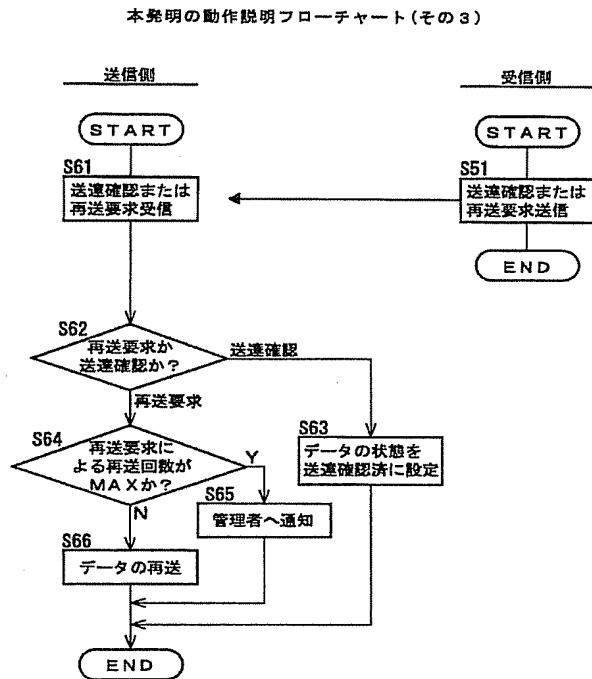 本発明の動作説明フローチャート(その3)
送信側
受信側
START
START
S61
送達確認または
再送要求受信
S51
送達確認または
再送要求送信
END
S62
再送要求か
送達確認か?
送達確認
再送要求
S63
データの状態を
送達確認済に設定
S64
再送要求に
よる再送回数が
MAXか?
Y
N
S65
管理者へ通知
S66
データの再送
END